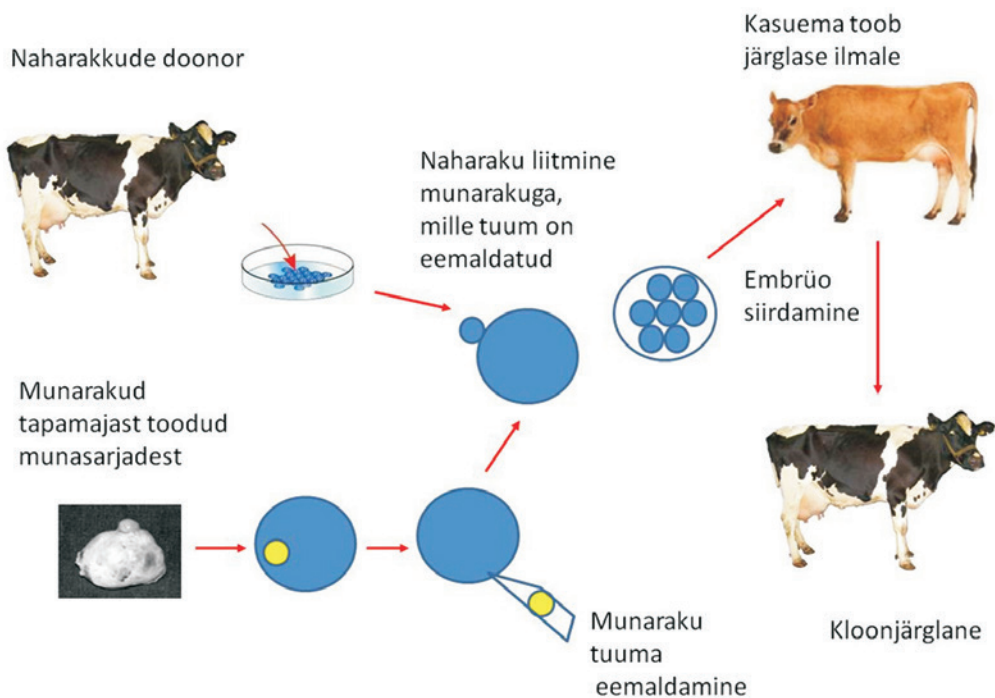 Naharakkude doonor
Kasuema toob
järglase ilmale
Naharaku liitmine
munarakuga,
mille tuum on
eemaldatud
Embrüo
siirdamine
Munarakud
tapamajast toodud
munasarjadest
Munaraku
tuuma
eemaldamine
Kloonjärglane